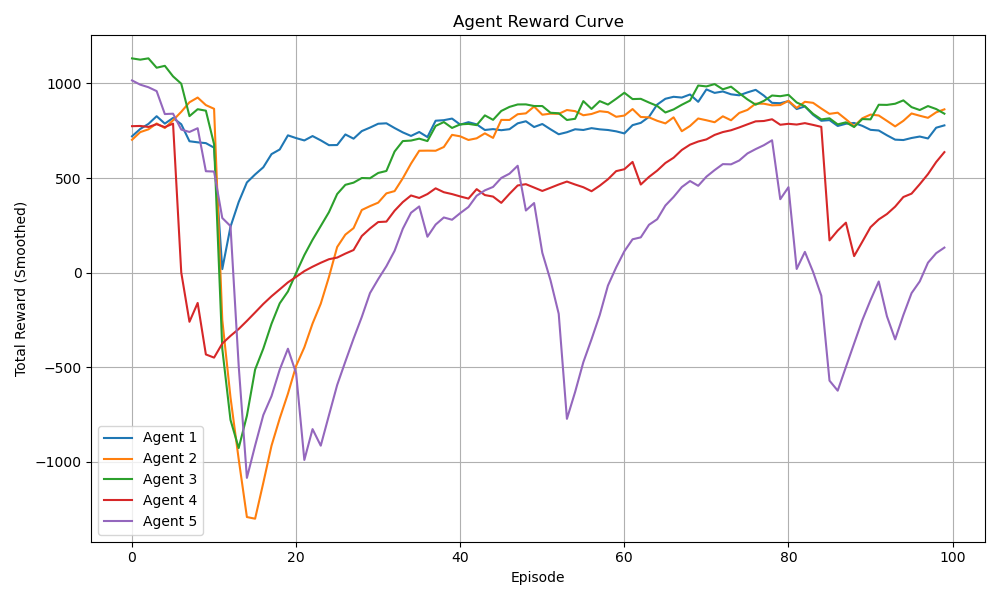 Agent Reward Curve
Total Reward (Smoothed)
1000
500
0
−500
−1000
Agent 1
Agent 2
Agent 3
Agent 4
Agent 5
0 20 40 60 80 100
Episode